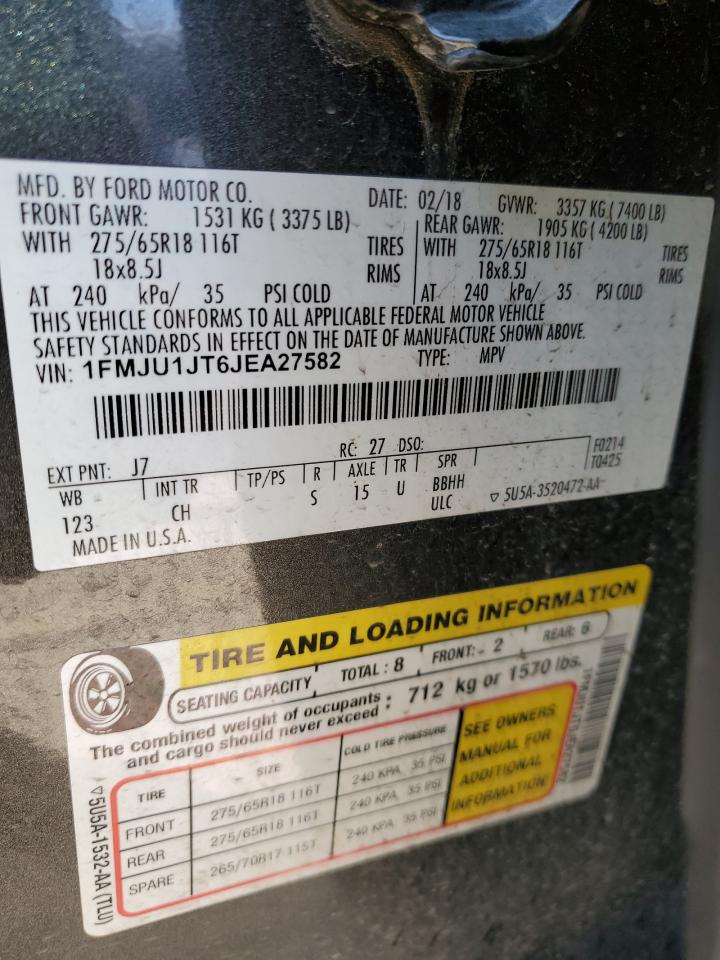 MFD. BY FORD MOTOR CO.
DATE: 02/18 GVWR: 3357 KG ( 7400 LB)
FRONT GAWR: 1531 KG ( 3375 LB) REAR GAWR: 1905 KG ( 4200 LB)
WITH 275/65R18 116T TIRES WITH 275/65R18 116T TIRES
18x8.5J RIMS 18x8.5J RIMS
AT 240 kPa/ 35 PSI COLD AT 240 kPa/ 35 PSI COLD
THIS VEHICLE CONFORMS TO ALL APPLICABLE FEDERAL MOTOR VEHICLE
SAFETY STANDARDS IN EFFECT ON THE DATE OF MANUFACTURE SHOWN ABOVE.
VIN: 1FMJU1JT6JEA27582 TYPE: MPV
EXT PNT: J7 RC: 27 DSO: F0214
T0425
WB INT TR TP/PS R AXLE TR SPR
123 CH S 15 U BBHH
ULC
▽ 5U5A-3520472-AA
MADE IN U.S.A.
TIRE AND LOADING INFORMATION
SEATING CAPACITY TOTAL : 8 FRONT: 2 REAR: 6
The combined weight of occupants
and cargo should never exceed : 712 kg or 1570 lbs.
TIRE SIZE COLD TIRE PRESSURE
FRONT 275/65R18 116T 240 KPA, 35 PSI
REAR 275/65R18 116T 240 KPA, 35 PSI
SPARE 265/70R17 115T 240 KPA, 35 PSI
SEE OWNERS
MANUAL FOR
ADDITIONAL
INFORMATION
▽5U5A-1532-AA (TLU)